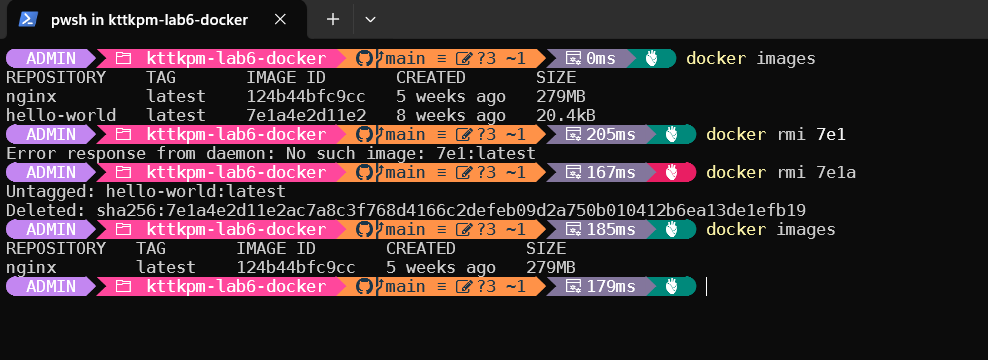 pwsh in kttkpm-lab6-docker
ADMIN kttkpm-lab6-docker main ≡ ?3 ~1 0ms docker images
REPOSITORY TAG IMAGE ID CREATED SIZE
nginx latest 124b44bfc9cc 5 weeks ago 279MB
hello-world latest 7e1a4e2d11e2 8 weeks ago 20.4kB
ADMIN kttkpm-lab6-docker main ≡ ?3 ~1 205ms docker rmi 7e1
Error response from daemon: No such image: 7e1:latest
ADMIN kttkpm-lab6-docker main ≡ ?3 ~1 167ms docker rmi 7e1a
Untagged: hello-world:latest
Deleted: sha256:7e1a4e2d11e2ac7a8c3f768d4166c2defeb09d2a750b010412b6ea13de1efb19
ADMIN kttkpm-lab6-docker main ≡ ?3 ~1 185ms docker images
REPOSITORY TAG IMAGE ID CREATED SIZE
nginx latest 124b44bfc9cc 5 weeks ago 279MB
ADMIN kttkpm-lab6-docker main ≡ ?3 ~1 179ms